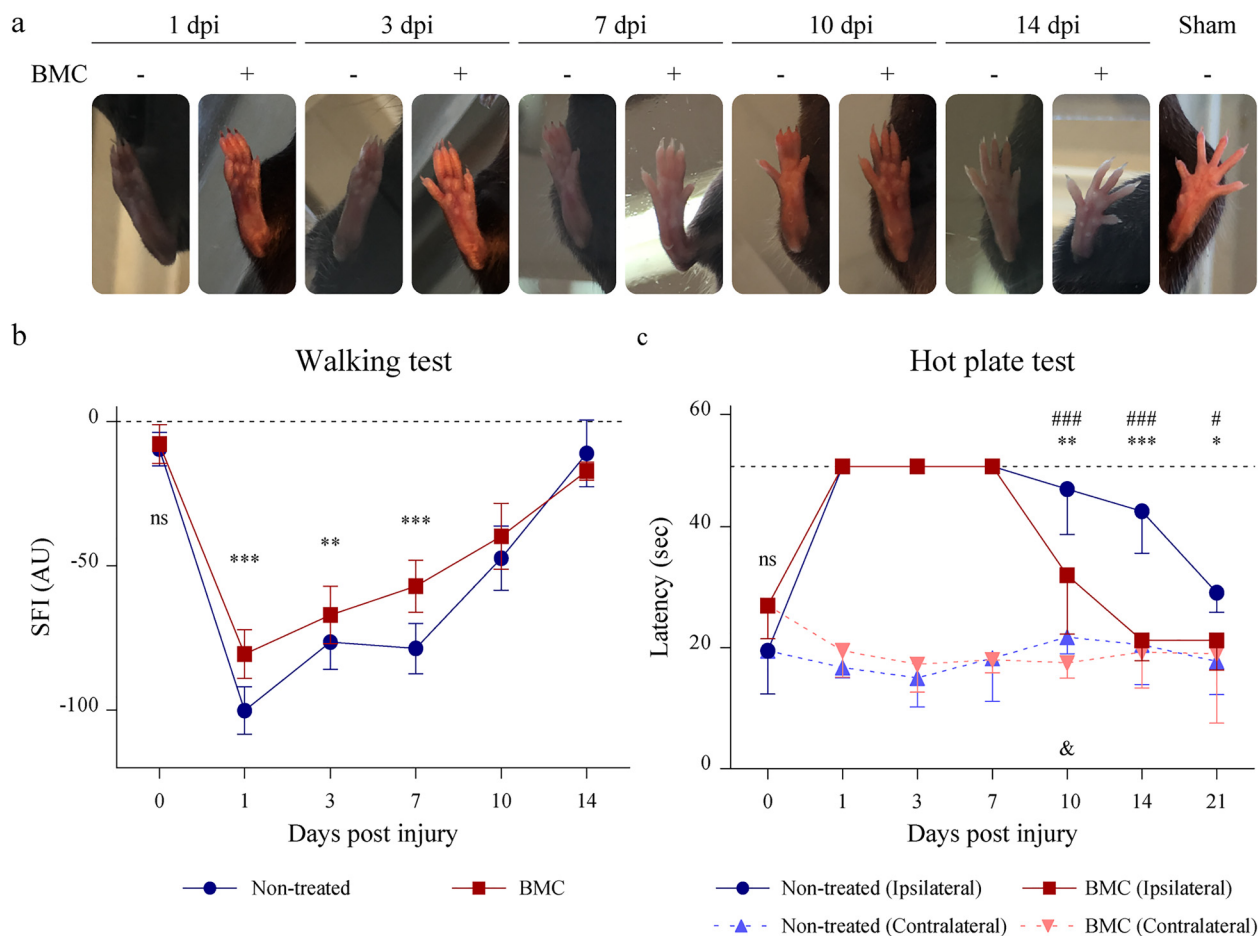 a
1 dpi 3 dpi 7 dpi 10 dpi 14 dpi Sham
BMC - + - + - + - + - + -
b
Walking test
0
-50
-100
SFI (AU)
ns
***
**
***
0 1 3 7 10 14
Days post injury
Non-treated BMC
c
Hot plate test
60
40
20
0
Latency (sec)
ns
### ### #
** *** *
&
0 1 3 7 10 14 21
Days post injury
Non-treated (Ipsilateral) BMC (Ipsilateral)
Non-treated (Contralateral) BMC (Contralateral)